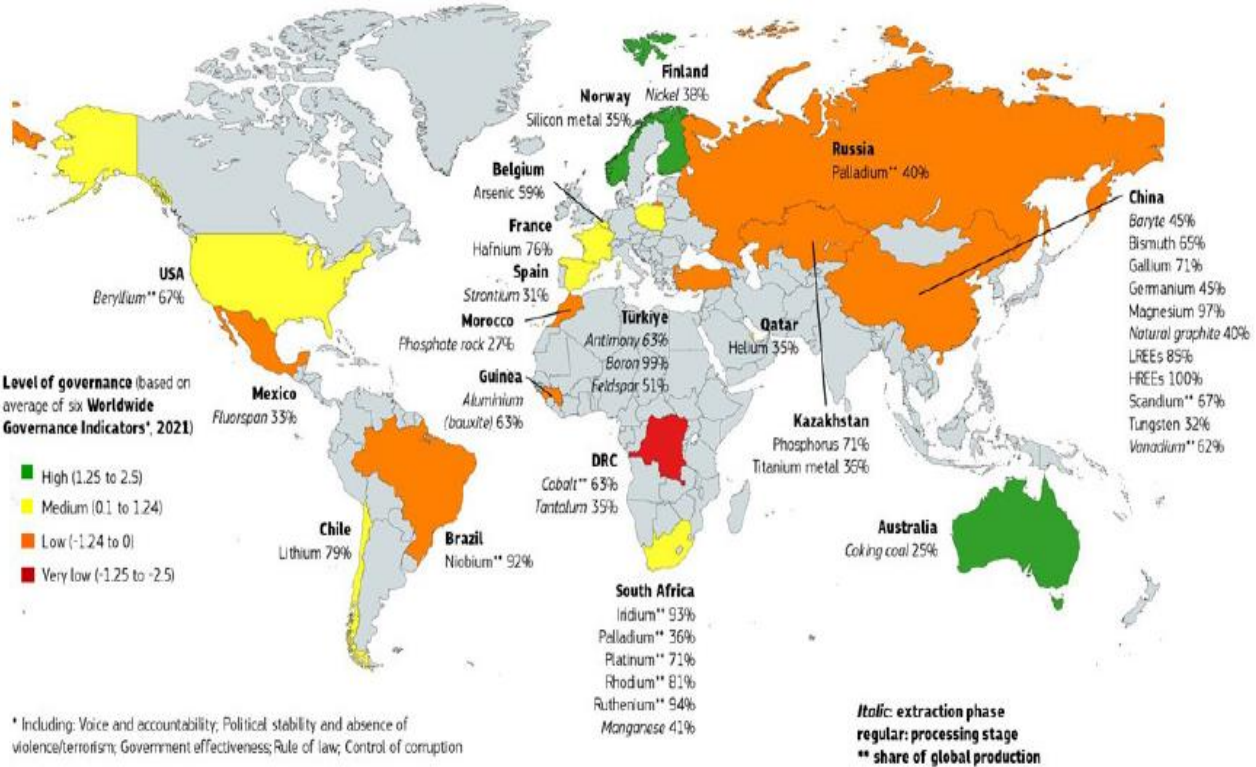 Finland
Nickel 38%
Norway
Silicon metal 35%
Belgium
Arsenic 59%
France
Hafnium 76%
Spain
Strontium 31%
Morocco
Phosphate rock 27%
Guinea
Aluminium
(bauxite) 63%
Türkiye
Antimony 63%
Boron 99%
Feldspar 51%
Qatar
Helium 35%
Russia
Palladium** 40%
China
Baryte 45%
Bismuth 65%
Gallium 71%
Germanium 45%
Magnesium 97%
Natural graphite 40%
LREEs 85%
HREEs 100%
Scandium** 67%
Tungsten 32%
Vanadium** 62%
Kazakhstan
Phosphorus 71%
Titanium metal 36%
USA
Beryllium** 67%
Mexico
Fluorspan 33%
DRC
Cobalt** 63%
Tantalum 35%
Chile
Lithium 79%
Brazil
Niobium** 92%
South Africa
Iridium** 93%
Palladium** 36%
Platinum** 71%
Rhodium** 81%
Ruthenium** 94%
Manganese 41%
Australia
Coking coal 25%
Level of governance (based on
average of six Worldwide
Governance Indicators*, 2021)
High (1.25 to 2.5)
Medium (0.1 to 1.24)
Low (-1.24 to 0)
Very low (-1.25 to -2.5)
* Including: Voice and accountability; Political stability and absence of
violence/terrorism; Government effectiveness; Rule of law; Control of corruption
Italic: extraction phase
regular: processing stage
** share of global production